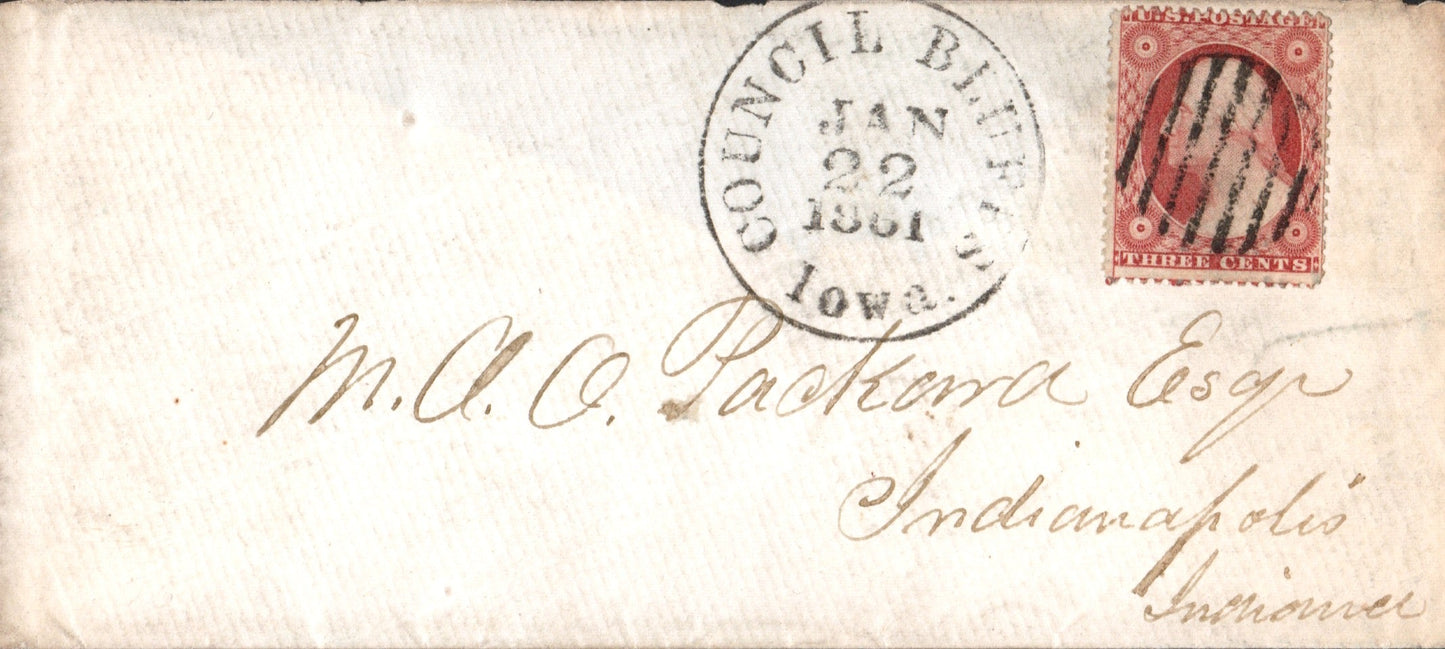 COUNCIL BLUFFS
JAN
22
1861
Iowa.
U.S. POSTAGE
THREE CENTS
M. A. O. Packard Esqr
Indianapolis
Indiana